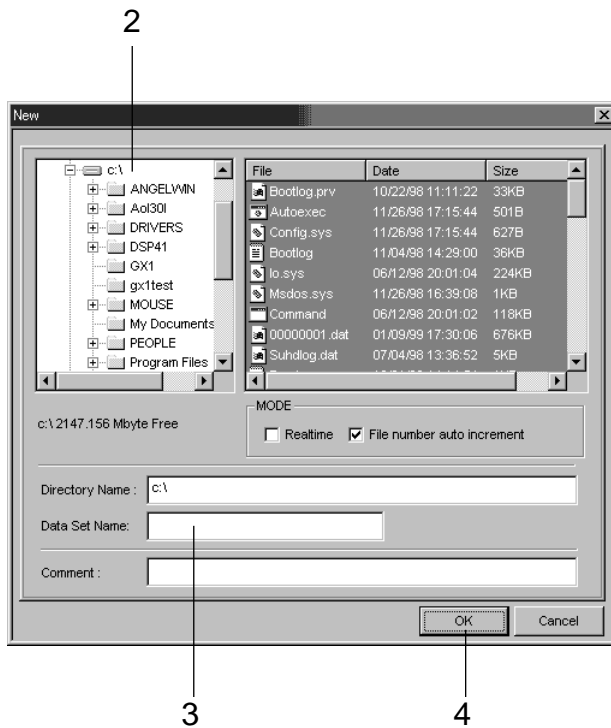 2
New
c:\
ANGELWIN
Aol30l
DRIVERS
DSP41
GX1
gx1test
MOUSE
My Documents
PEOPLE
Program Files
File Date Size
Bootlog.prv 10/22/98 11:11:22 33KB
Autoexec 11/26/98 17:15:44 501B
Config.sys 11/26/98 17:15:44 627B
Bootlog 11/04/98 14:29:00 36KB
Io.sys 06/12/98 20:01:04 224KB
Msdos.sys 11/26/98 16:39:08 1KB
Command 06/12/98 20:01:02 118KB
00000001.dat 01/09/99 17:30:06 676KB
Suhdlog.dat 07/04/98 13:36:52 5KB
c:\ 2147.156 Mbyte Free
MODE
Realtime File number auto increment
Directory Name : c:\
Data Set Name:
Comment :
OK Cancel
3 4